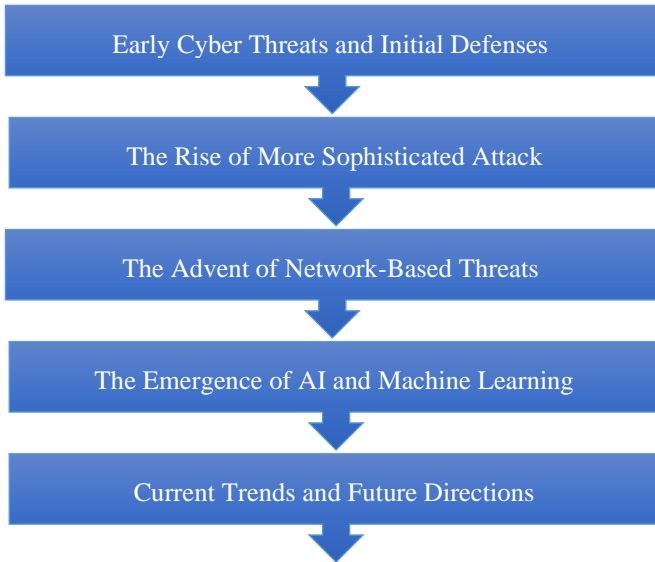 Early Cyber Threats and Initial Defenses
The Rise of More Sophisticated Attack
The Advent of Network-Based Threats
The Emergence of AI and Machine Learning
Current Trends and Future Directions